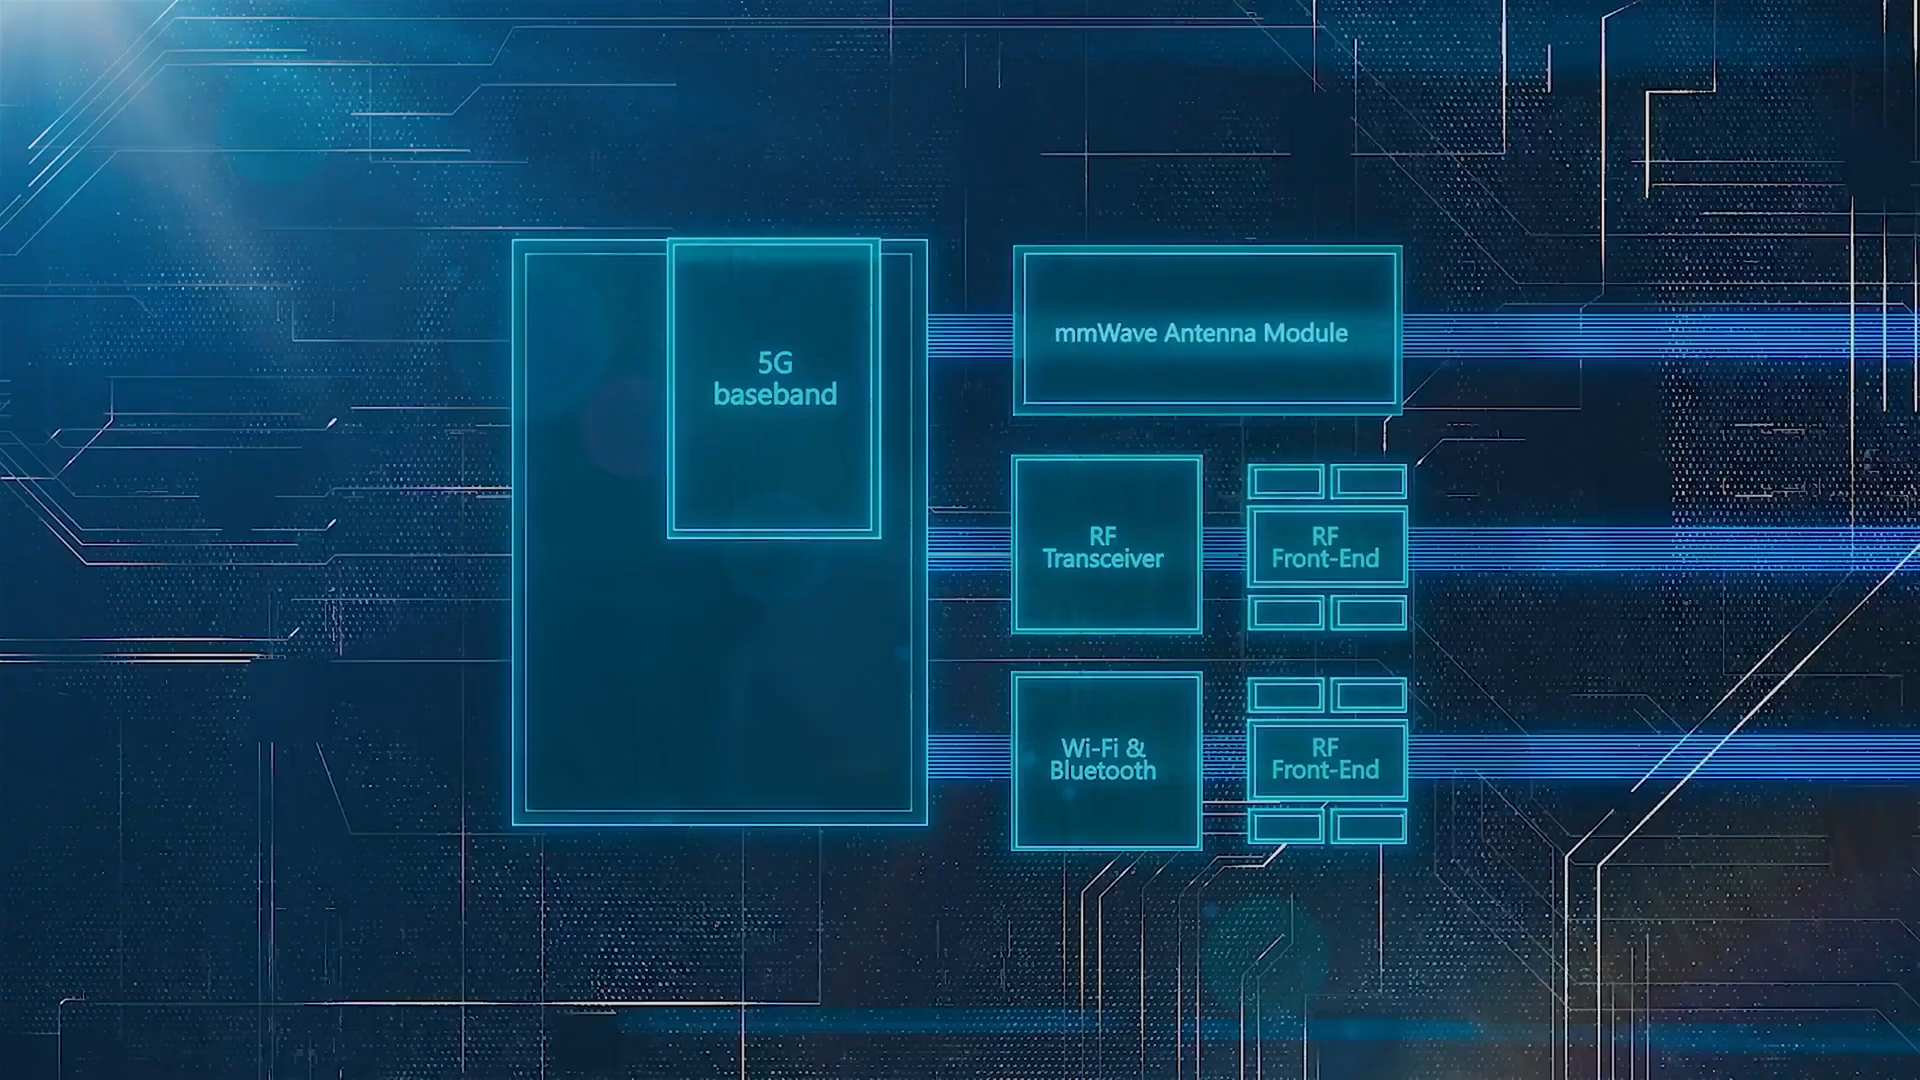 5G
baseband
mmWave Antenna Module
RF
Transceiver
RF
Front-End
Wi-Fi &
Bluetooth
RF
Front-End